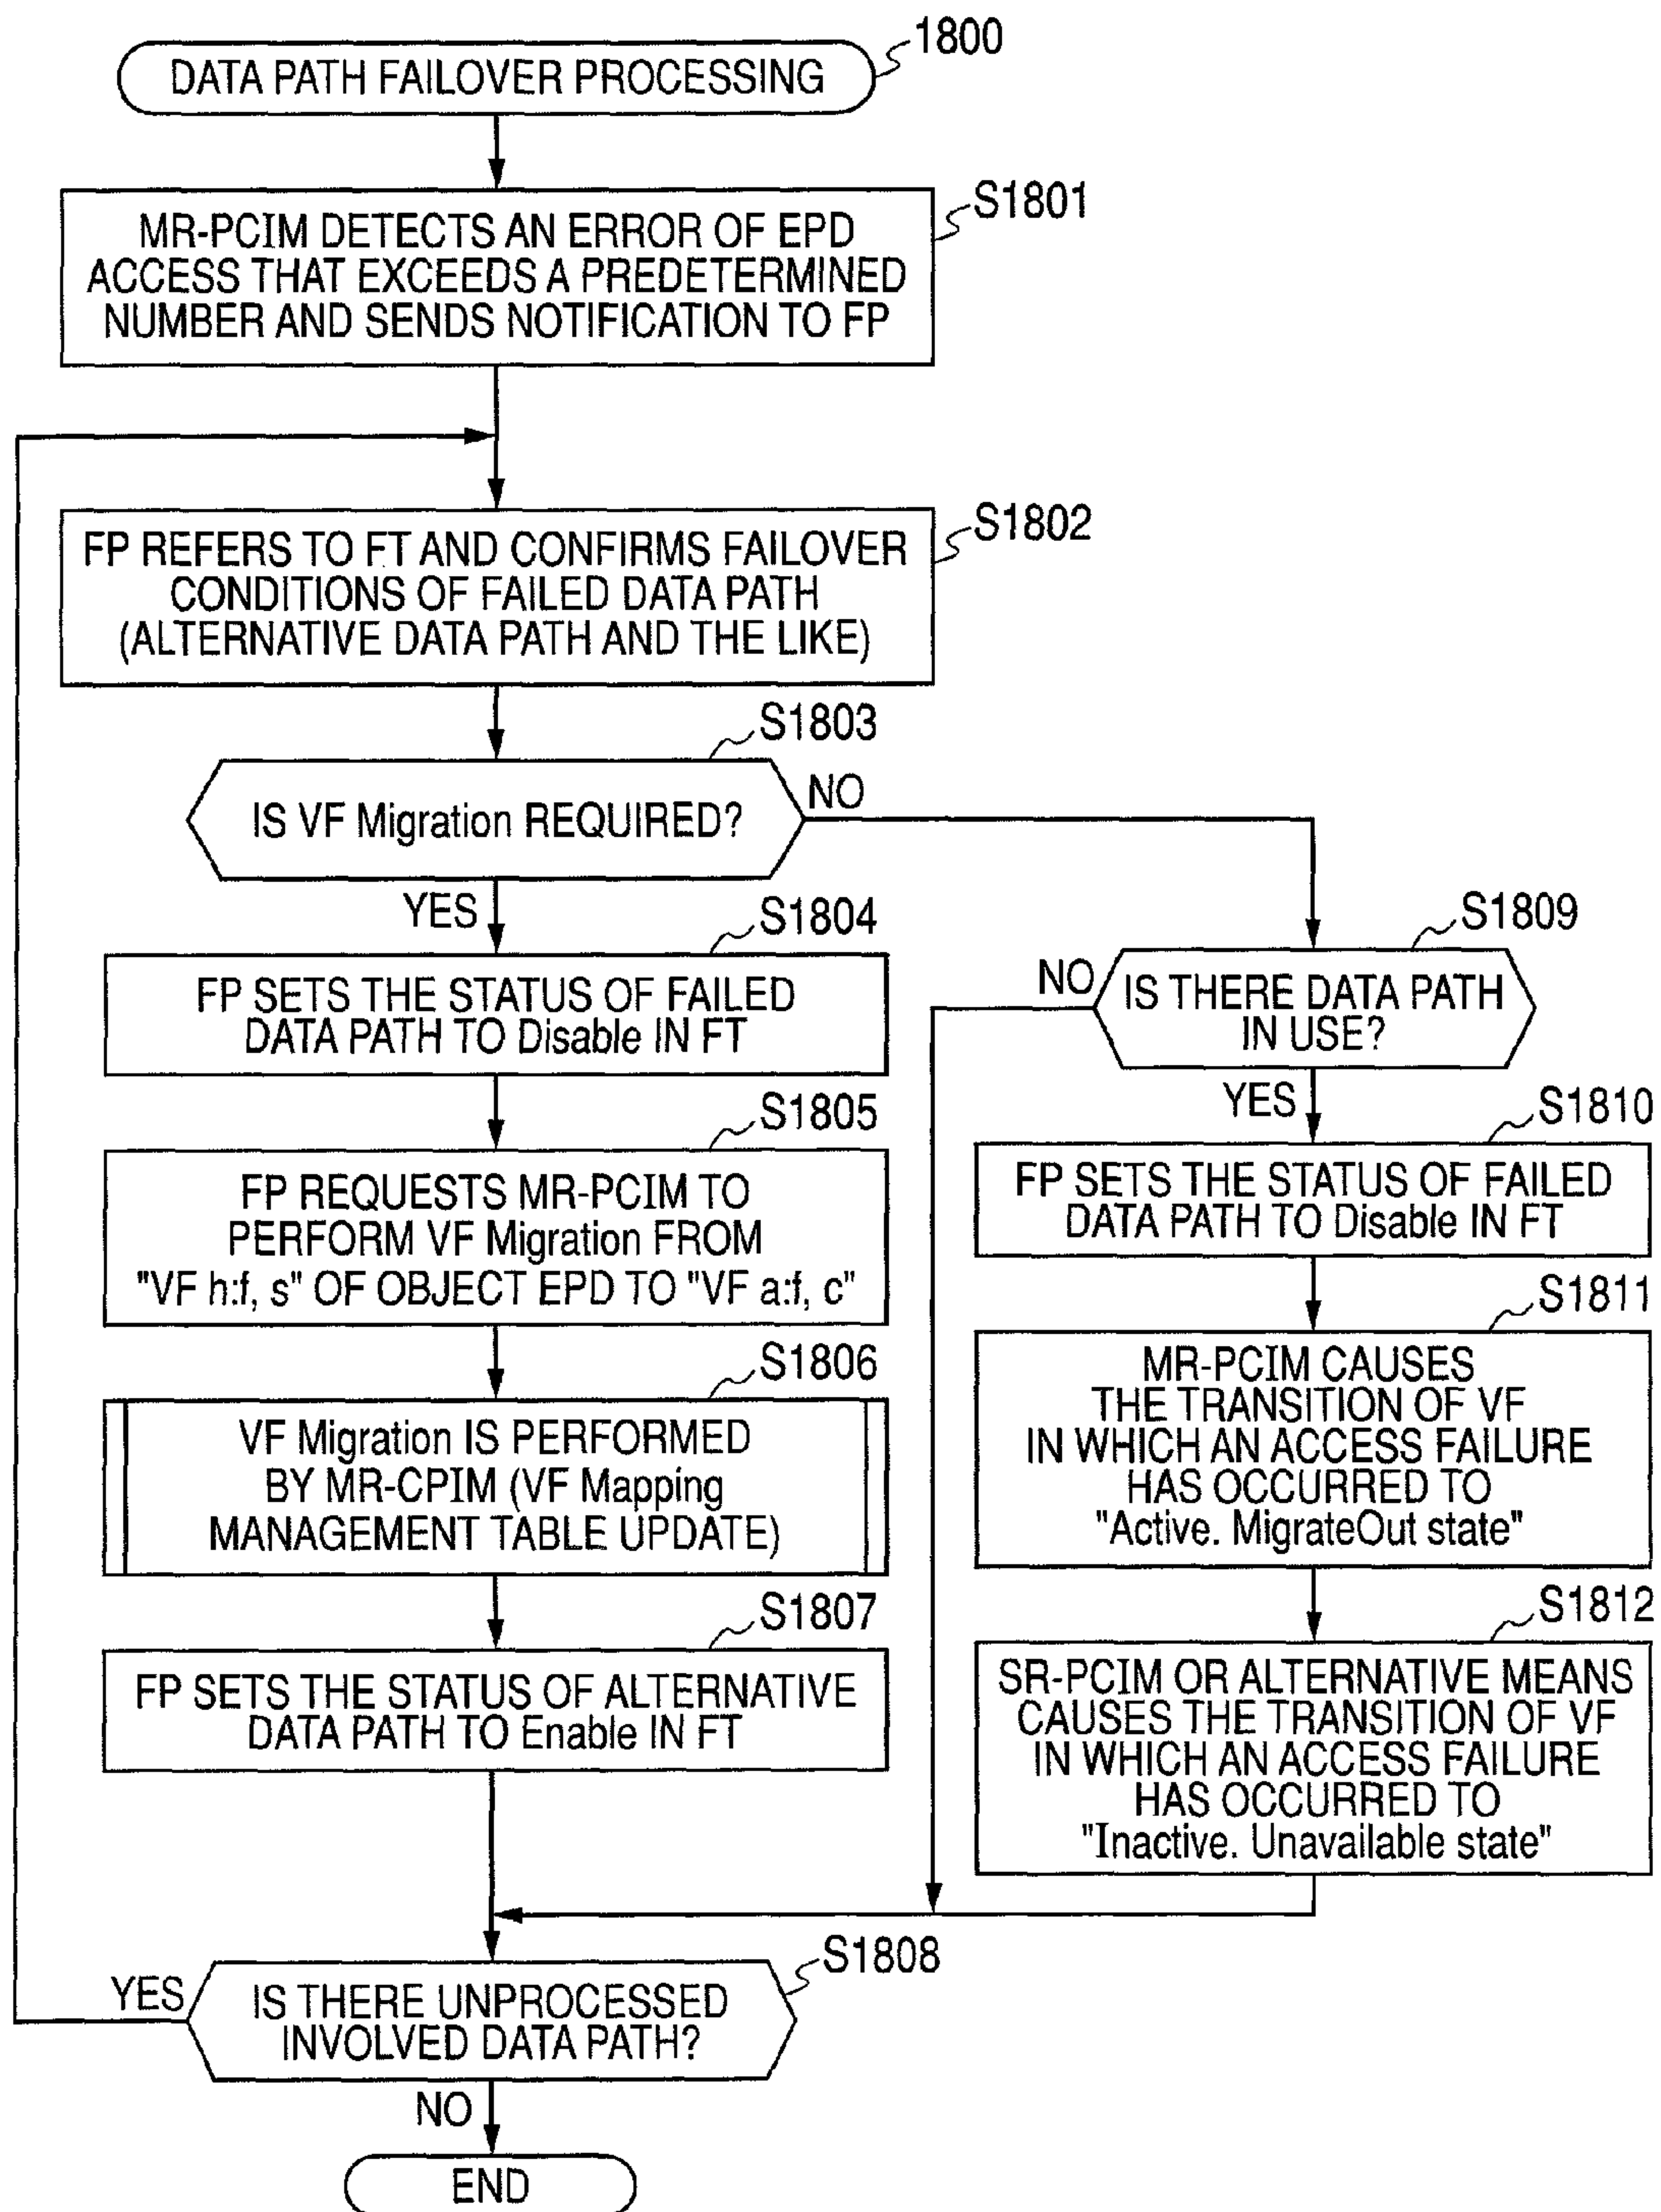 1800
DATA PATH FAILOVER PROCESSING
S1801
MR-PCIM DETECTS AN ERROR OF EPD
ACCESS THAT EXCEEDS A PREDETERMINED
NUMBER AND SENDS NOTIFICATION TO FP
S1802
FP REFERS TO FT AND CONFIRMS FAILOVER
CONDITIONS OF FAILED DATA PATH
(ALTERNATIVE DATA PATH AND THE LIKE)
S1803
IS VF Migration REQUIRED?
NO
YES
S1804
FP SETS THE STATUS OF FAILED
DATA PATH TO Disable IN FT
S1805
FP REQUESTS MR-PCIM TO
PERFORM VF Migration FROM
"VF h:f, s" OF OBJECT EPD TO "VF a:f, c"
S1806
VF Migration IS PERFORMED
BY MR-CPIM (VF Mapping
MANAGEMENT TABLE UPDATE)
S1807
FP SETS THE STATUS OF ALTERNATIVE
DATA PATH TO Enable IN FT
S1809
NO
IS THERE DATA PATH
IN USE?
YES
S1810
FP SETS THE STATUS OF FAILED
DATA PATH TO Disable IN FT
S1811
MR-PCIM CAUSES
THE TRANSITION OF VF
IN WHICH AN ACCESS FAILURE
HAS OCCURRED TO
"Active. MigrateOut state"
S1812
SR-PCIM OR ALTERNATIVE MEANS
CAUSES THE TRANSITION OF VF
IN WHICH AN ACCESS FAILURE
HAS OCCURRED TO
"Inactive. Unavailable state"
S1808
YES
IS THERE UNPROCESSED
INVOLVED DATA PATH?
NO
END